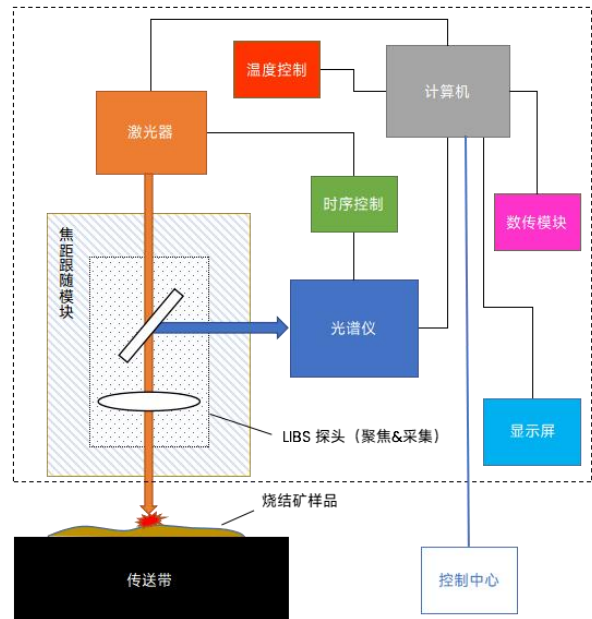 温度控制
计算机
激光器
时序控制
数传模块
焦距跟随模块
光谱仪
显示屏
LIBS 探头（聚焦&采集）
烧结矿样品
传送带
控制中心